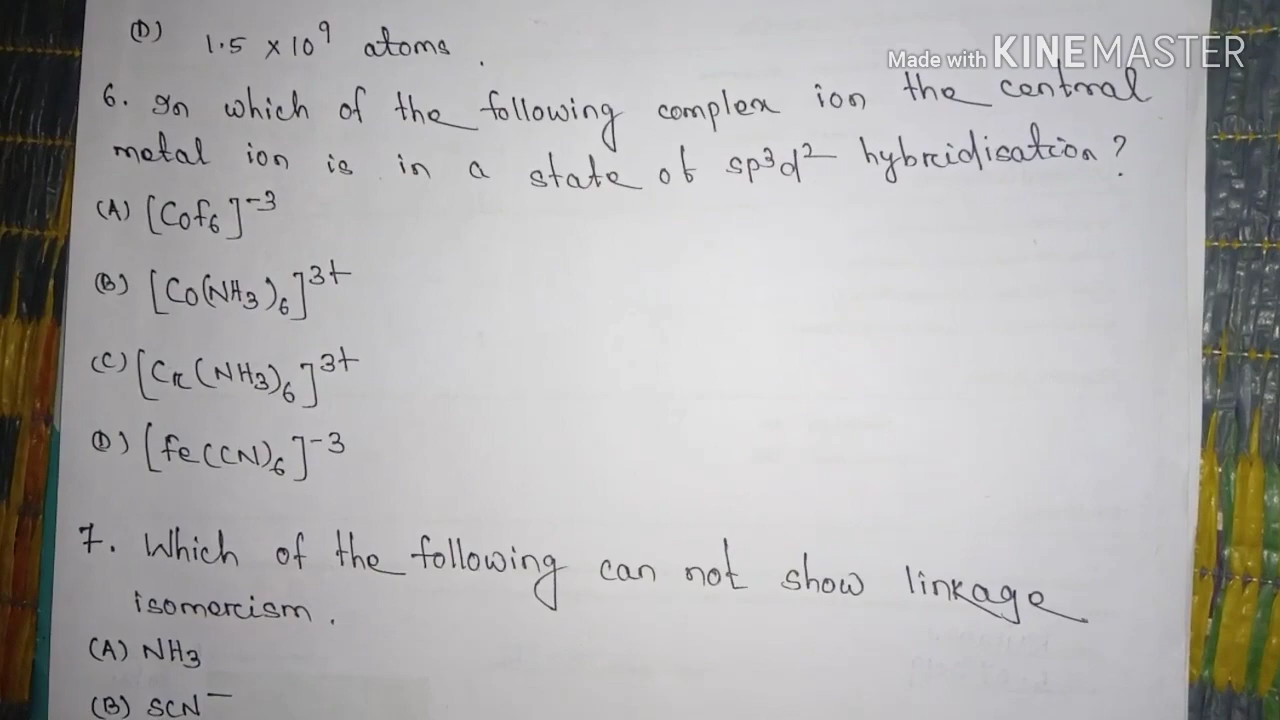 (D) 1.5 × 10⁹ atoms.
Made with KINEMASTER
6. In which of the following complex ion the central
metal ion is in a state of sp³d² hybridisation ?
(A) [Cof₆]⁻³
(B) [Co(NH₃)₆]³⁺
(C) [Cr(NH₃)₆]³⁺
(D) [fe(CN)₆]⁻³
7. Which of the following can not show linkage
isomerism.
(A) NH₃
(B) SCN⁻